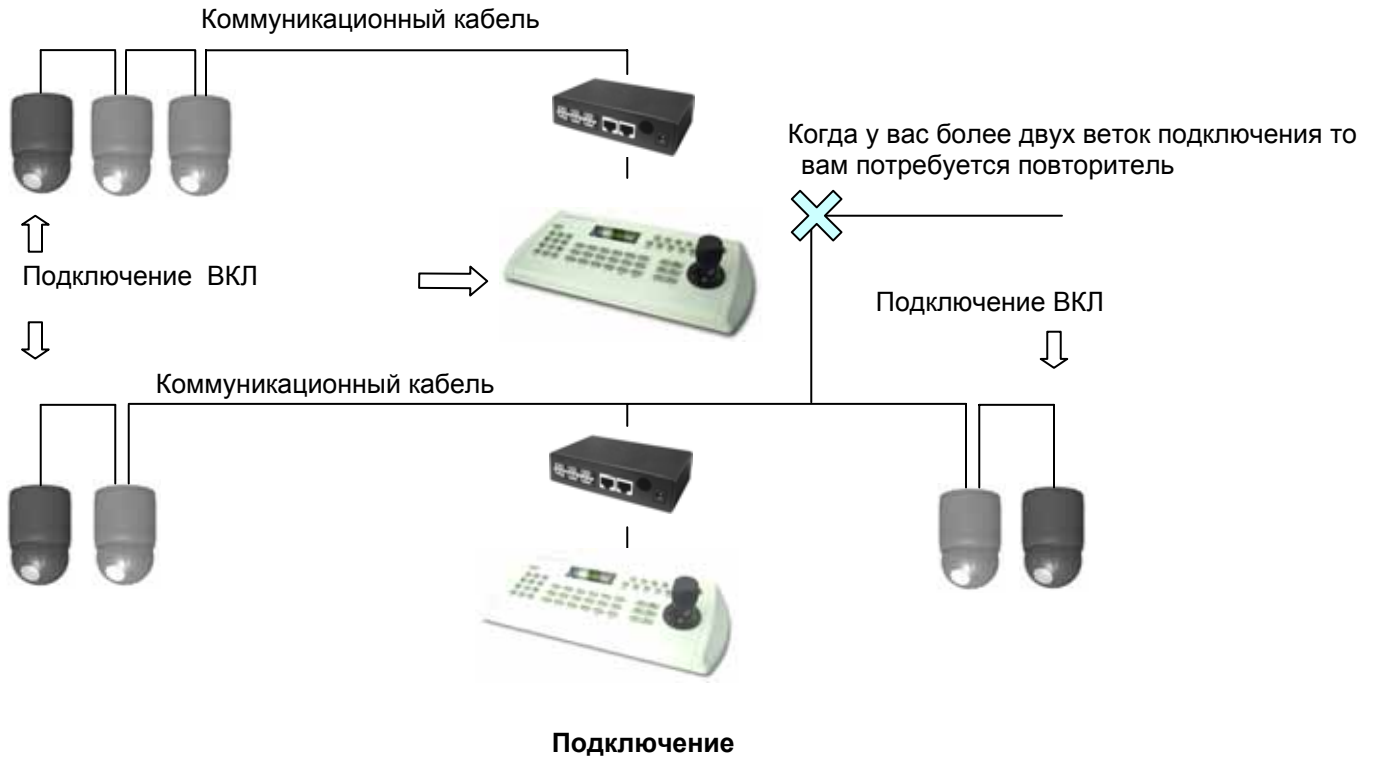 Коммуникационный кабель
Когда у вас более двух веток подключения то
вам потребуется повторитель
Подключение ВКЛ
Подключение ВКЛ
Коммуникационный кабель
Подключение